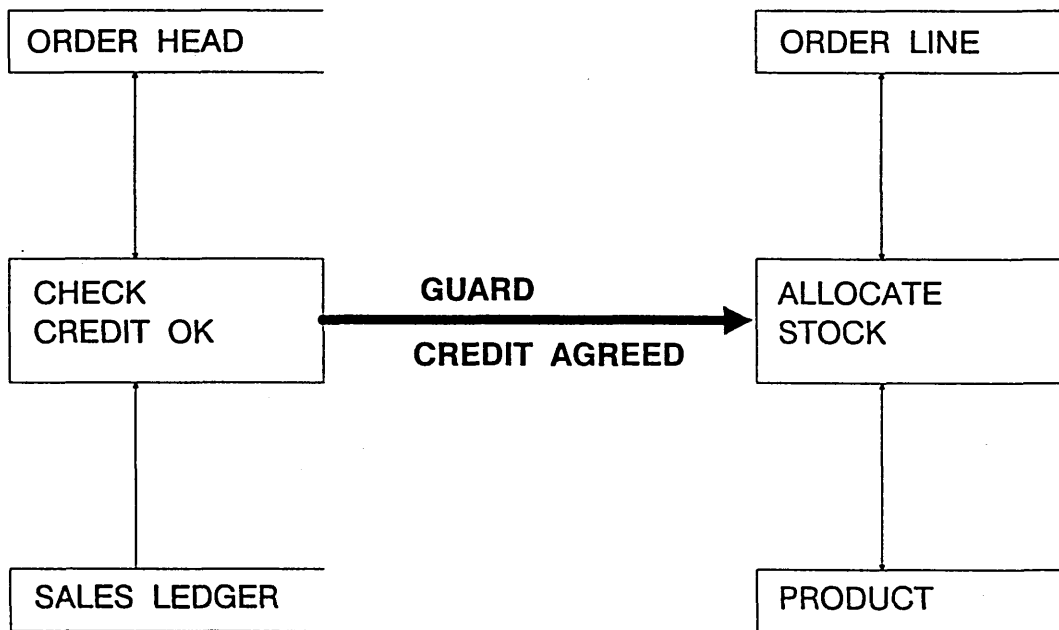 ORDER HEAD
ORDER LINE
CHECK
CREDIT OK
GUARD
CREDIT AGREED
ALLOCATE
STOCK
SALES LEDGER
PRODUCT